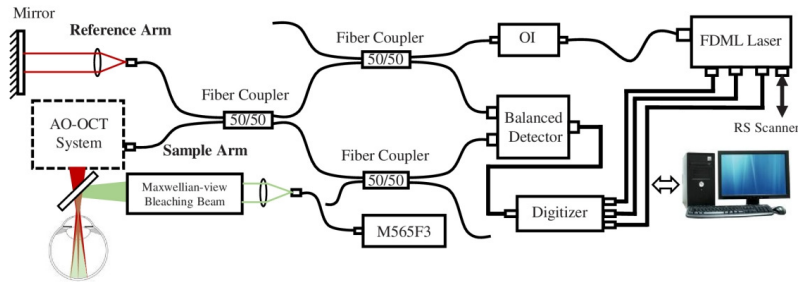 Mirror
Reference Arm
Fiber Coupler
50/50
OI
FDML Laser
RS Scanner
Fiber Coupler
50/50
AO-OCT
System
Sample Arm
Balanced
Detector
Fiber Coupler
50/50
Maxwellian-view
Bleaching Beam
M565F3
Digitizer